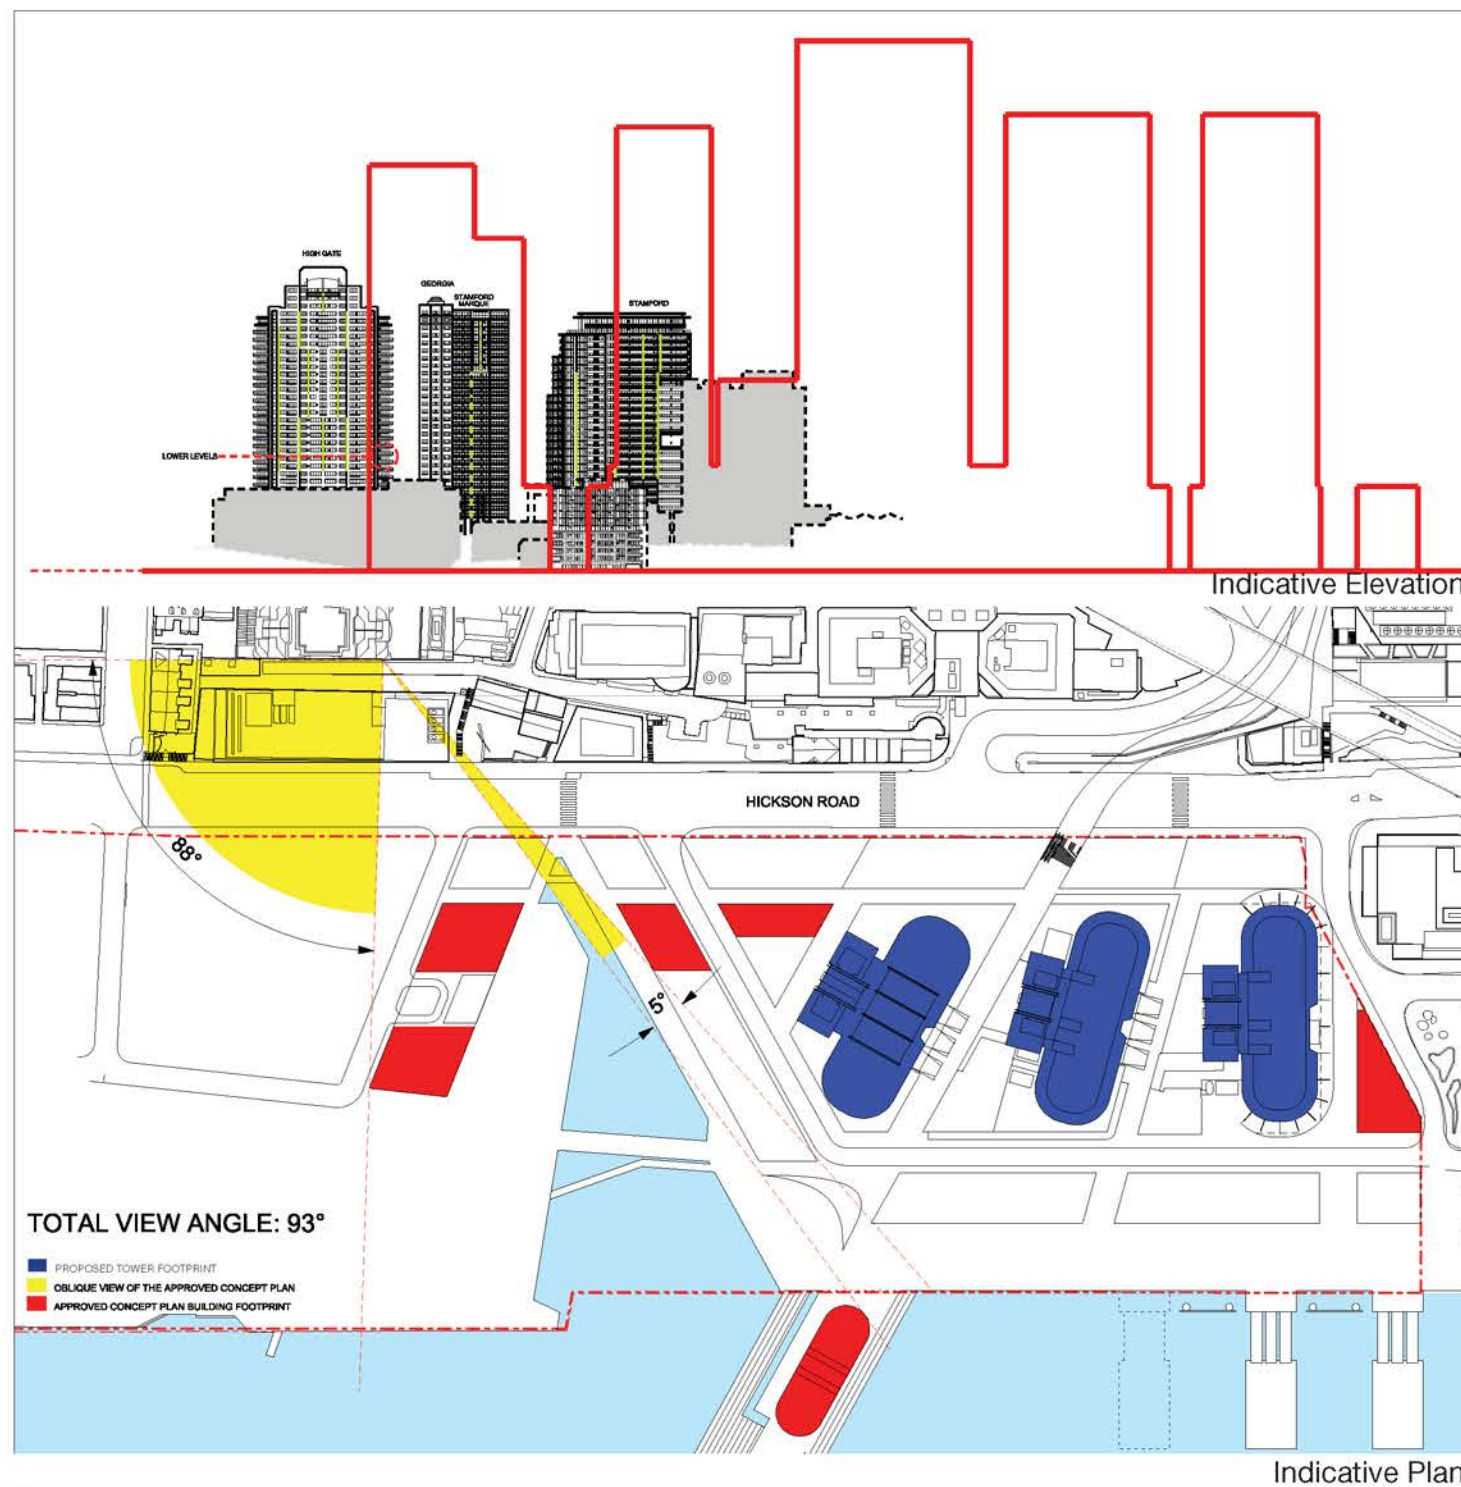 HIGH GATE
GEORGIA
STAMFORD
MARQUE
STAMFORD
LOWER LEVELS
Indicative Elevation
HICKSON ROAD
88°
5°
TOTAL VIEW ANGLE: 93°
PROPOSED TOWER FOOTPRINT
OBLIQUE VIEW OF THE APPROVED CONCEPT PLAN
APPROVED CONCEPT PLAN BUILDING FOOTPRINT
Indicative Plan